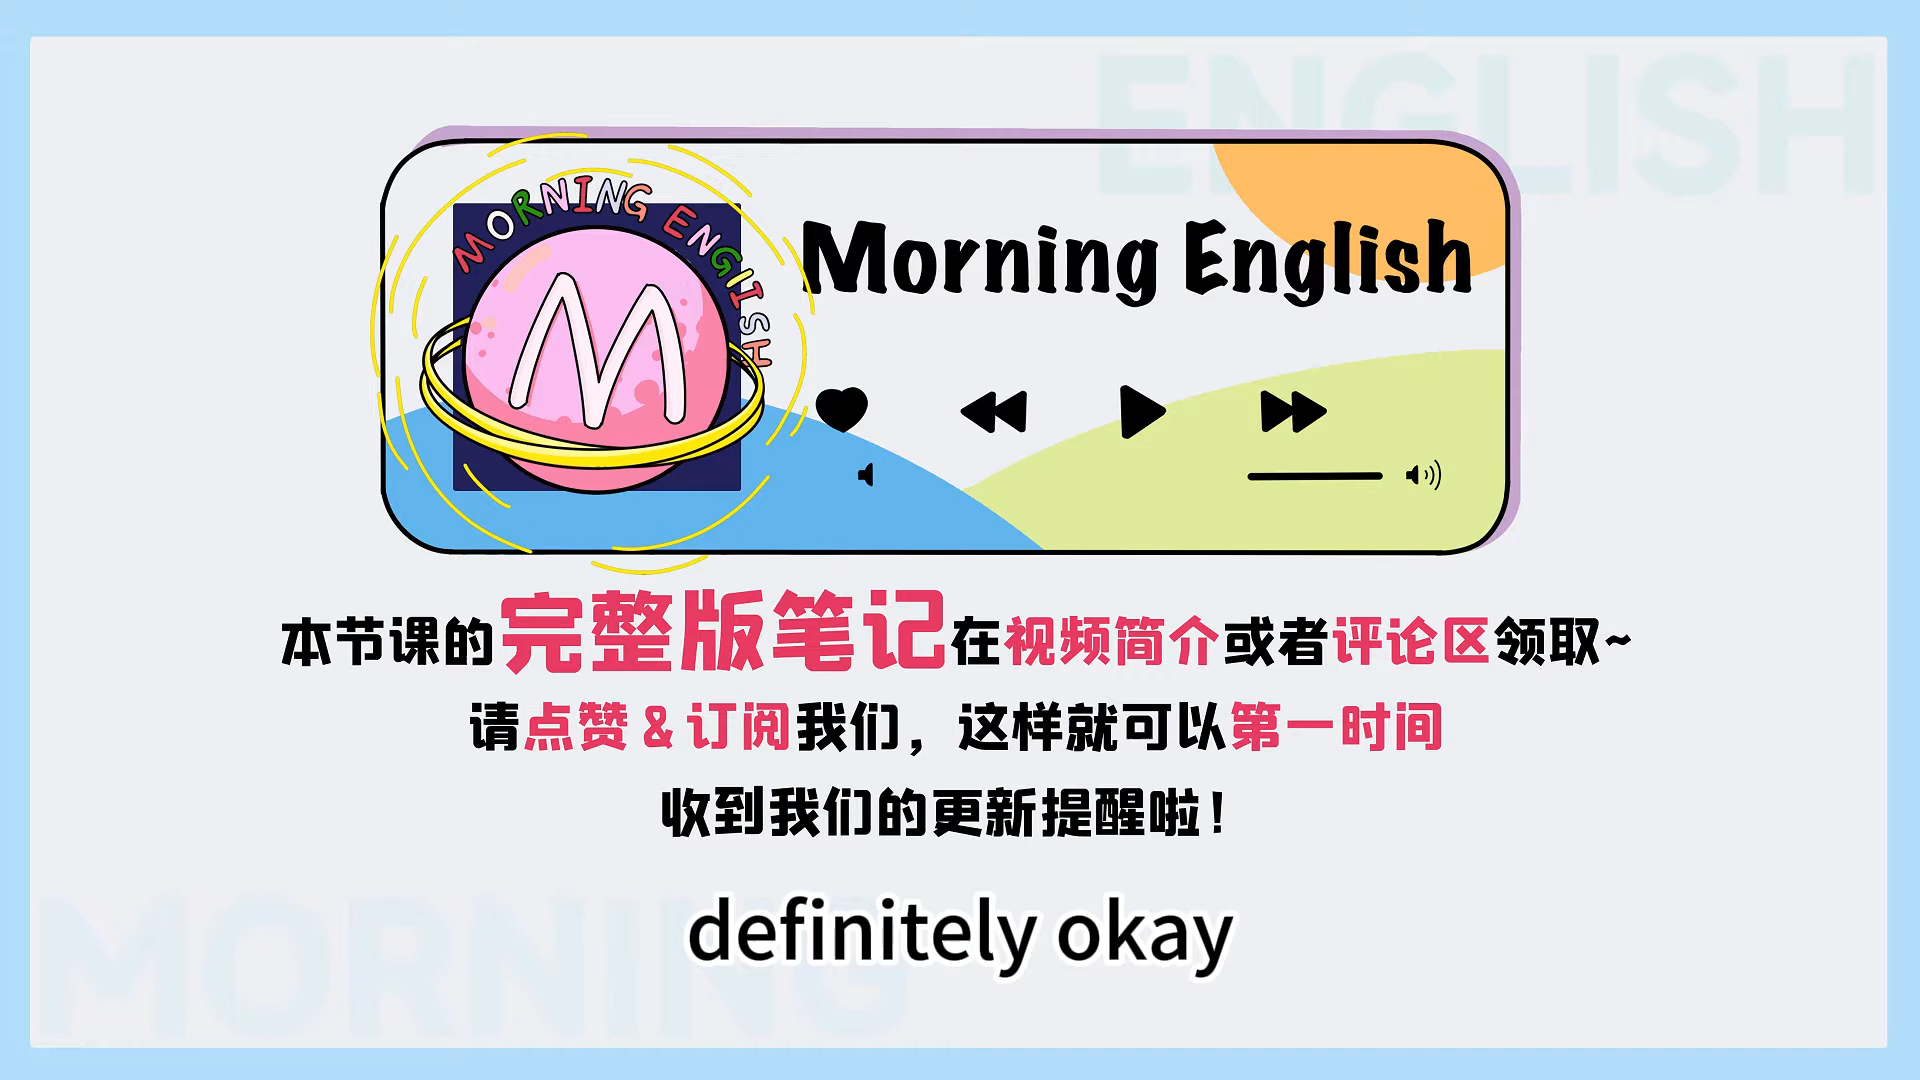 ENGLISH
MORNING ENGLISH
M
Morning English
本节课的完整版笔记在视频简介或者评论区领取~
请点赞&订阅我们，这样就可以第一时间
收到我们的更新提醒啦！
MORNING
definitely okay